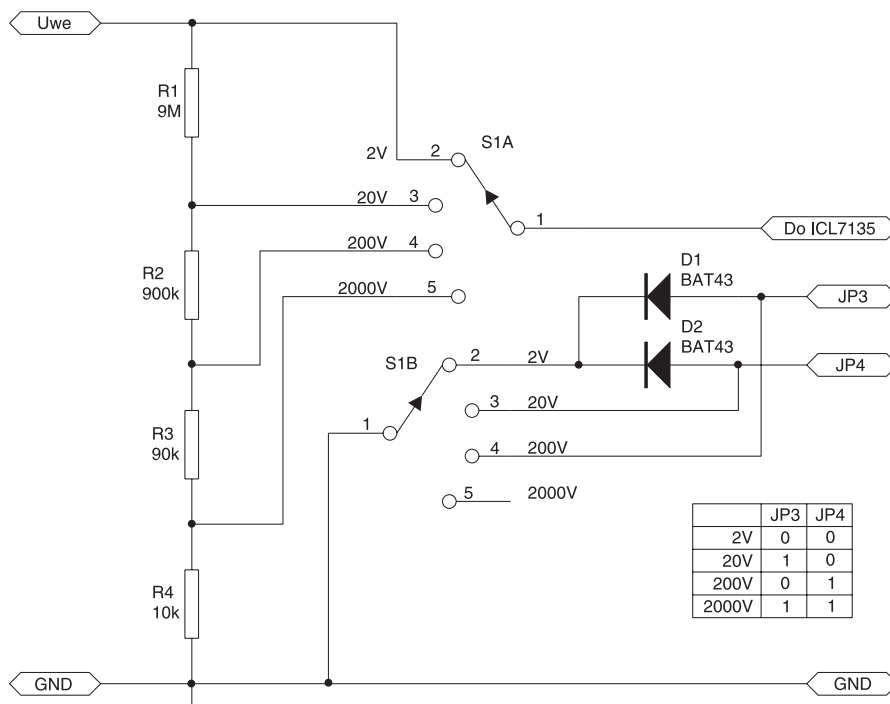 Uwe
R1
9M
S1A
2V
2
20V
3
1
Do ICL7135
200V
4
D1
BAT43
R2
900k
2000V
5
JP3
D2
BAT43
S1B
2
2V
JP4
3
20V
1
R3
90k
4
200V
5
2000V
JP3 JP4
2V 0 0
20V 1 0
200V 0 1
2000V 1 1
R4
10k
GND
GND